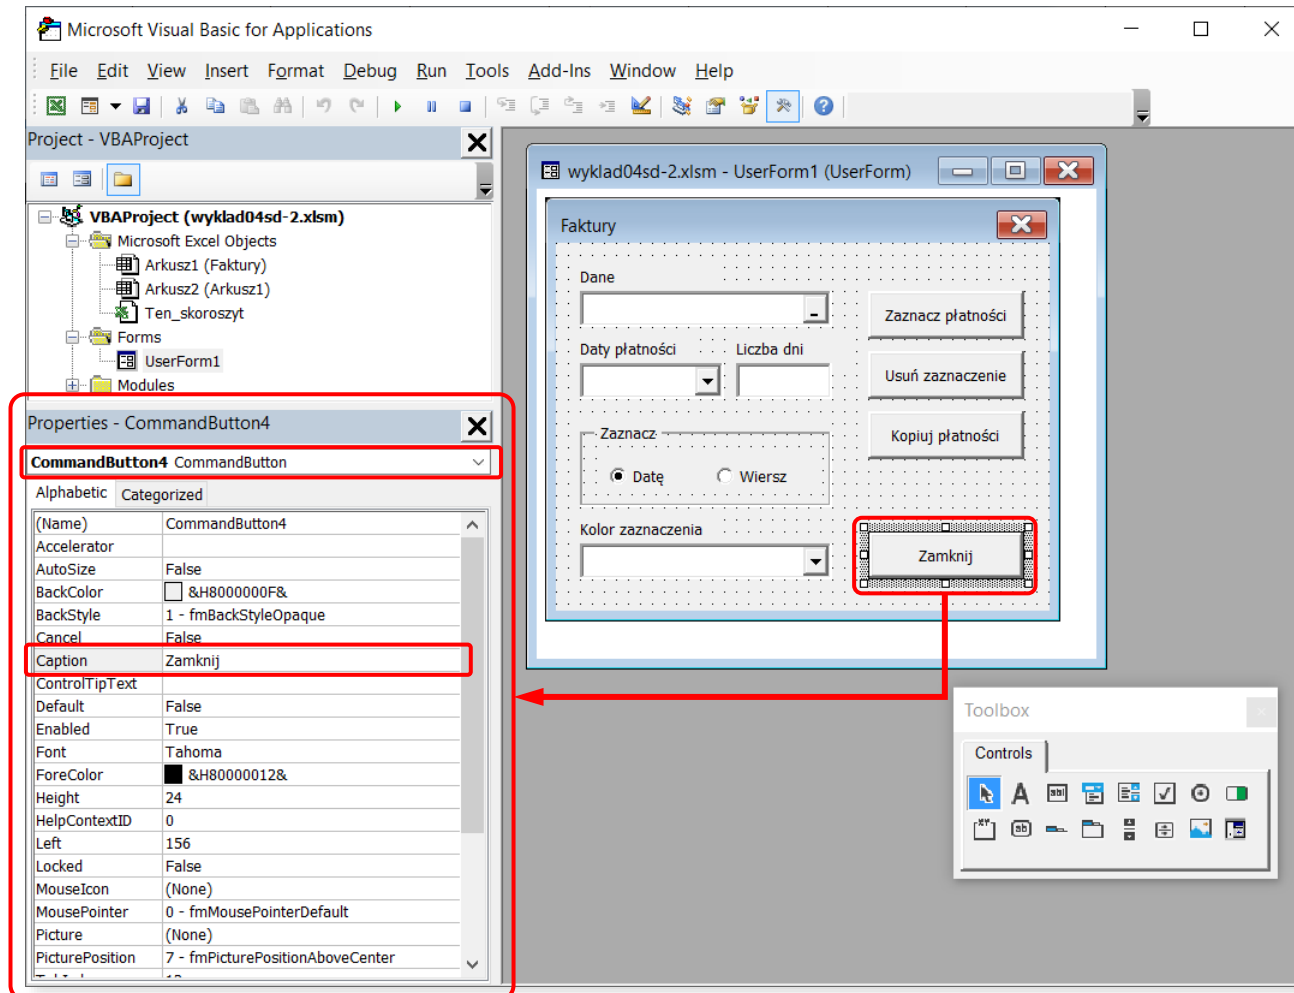 Microsoft Visual Basic for Applications
File Edit View Insert Format Debug Run Tools Add-Ins Window Help
Project - VBAProject
VBAProject (wyklad04sd-2.xlsm)
Microsoft Excel Objects
Arkusz1 (Faktury)
Arkusz2 (Arkusz1)
Ten_skoroszyt
Forms
UserForm1
Modules
Properties - CommandButton4
CommandButton4 CommandButton
Alphabetic Categorized
(Name) CommandButton4
Accelerator
AutoSize False
BackColor &H8000000F&
BackStyle 1 - fmBackStyleOpaque
Cancel False
Caption Zamknij
ControlTipText
Default False
Enabled True
Font Tahoma
ForeColor &H80000012&
Height 24
HelpContextID 0
Left 156
Locked False
MouseIcon (None)
MousePointer 0 - fmMousePointerDefault
Picture (None)
PicturePosition 7 - fmPicturePositionAboveCenter
wyklad04sd-2.xlsm - UserForm1 (UserForm)
Faktury
Dane
Zaznacz płatności
Daty płatności Liczba dni
Usuń zaznaczenie
Kopiuj płatności
Zaznacz
Datę Wiersz
Kolor zaznaczenia
Zamknij
Toolbox
Controls